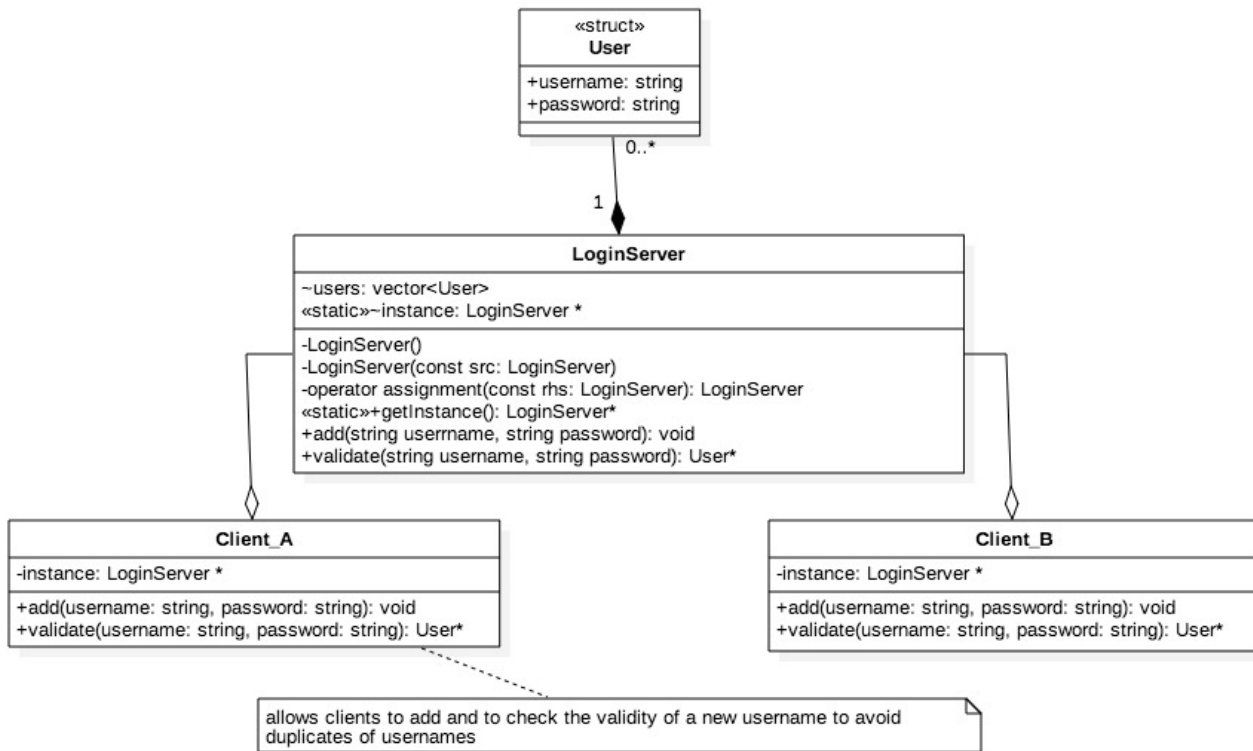 «struct»
User
+username: string
+password: string
0..*
1
LoginServer
~users: vector<User>
«static»~instance: LoginServer *
-LoginServer()
-LoginServer(const src: LoginServer)
-operator assignment(const rhs: LoginServer): LoginServer
«static»+getInstance(): LoginServer*
+add(string userrname, string password): void
+validate(string username, string password): User*
Client_A
-instance: LoginServer *
+add(username: string, password: string): void
+validate(username: string, password: string): User*
Client_B
-instance: LoginServer *
+add(username: string, password: string): void
+validate(username: string, password: string): User*
allows clients to add and to check the validity of a new username to avoid
duplicates of usernames